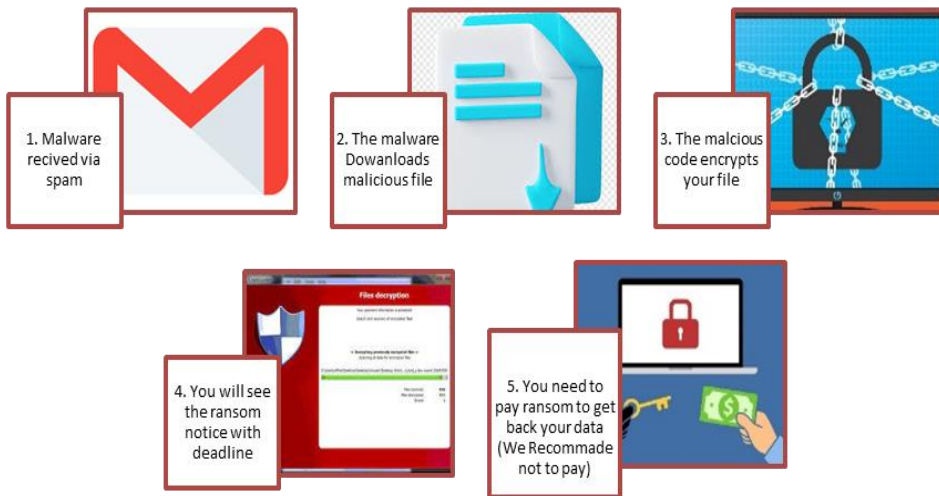 1. Malware
recived via
spam
2. The malware
Dowanloads
malicious file
3. The malcious
code encrypts
your file
Files decryption
4. You will see
the ransom
notice with
deadline
5. You need to
pay ransom to get
back your data
(We Recommade
not to pay)